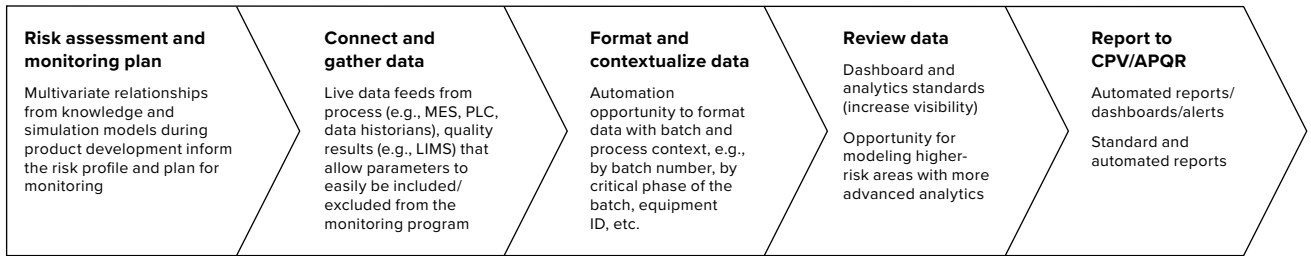 Risk assessment and
monitoring plan
Multivariate relationships
from knowledge and
simulation models during
product development inform
the risk profile and plan for
monitoring
Connect and
gather data
Live data feeds from
process (e.g., MES, PLC,
data historians), quality
results (e.g., LIMS) that
allow parameters to
easily be included/
excluded from the
monitoring program
Format and
contextualize data
Automation
opportunity to format
data with batch and
process context, e.g.,
by batch number, by
critical phase of the
batch, equipment
ID, etc.
Review data
Dashboard and
analytics standards
(increase visibility)
Opportunity for
modeling higher-
risk areas with more
advanced analytics
Report to
CPV/APQR
Automated reports/
dashboards/alerts
Standard and
automated reports